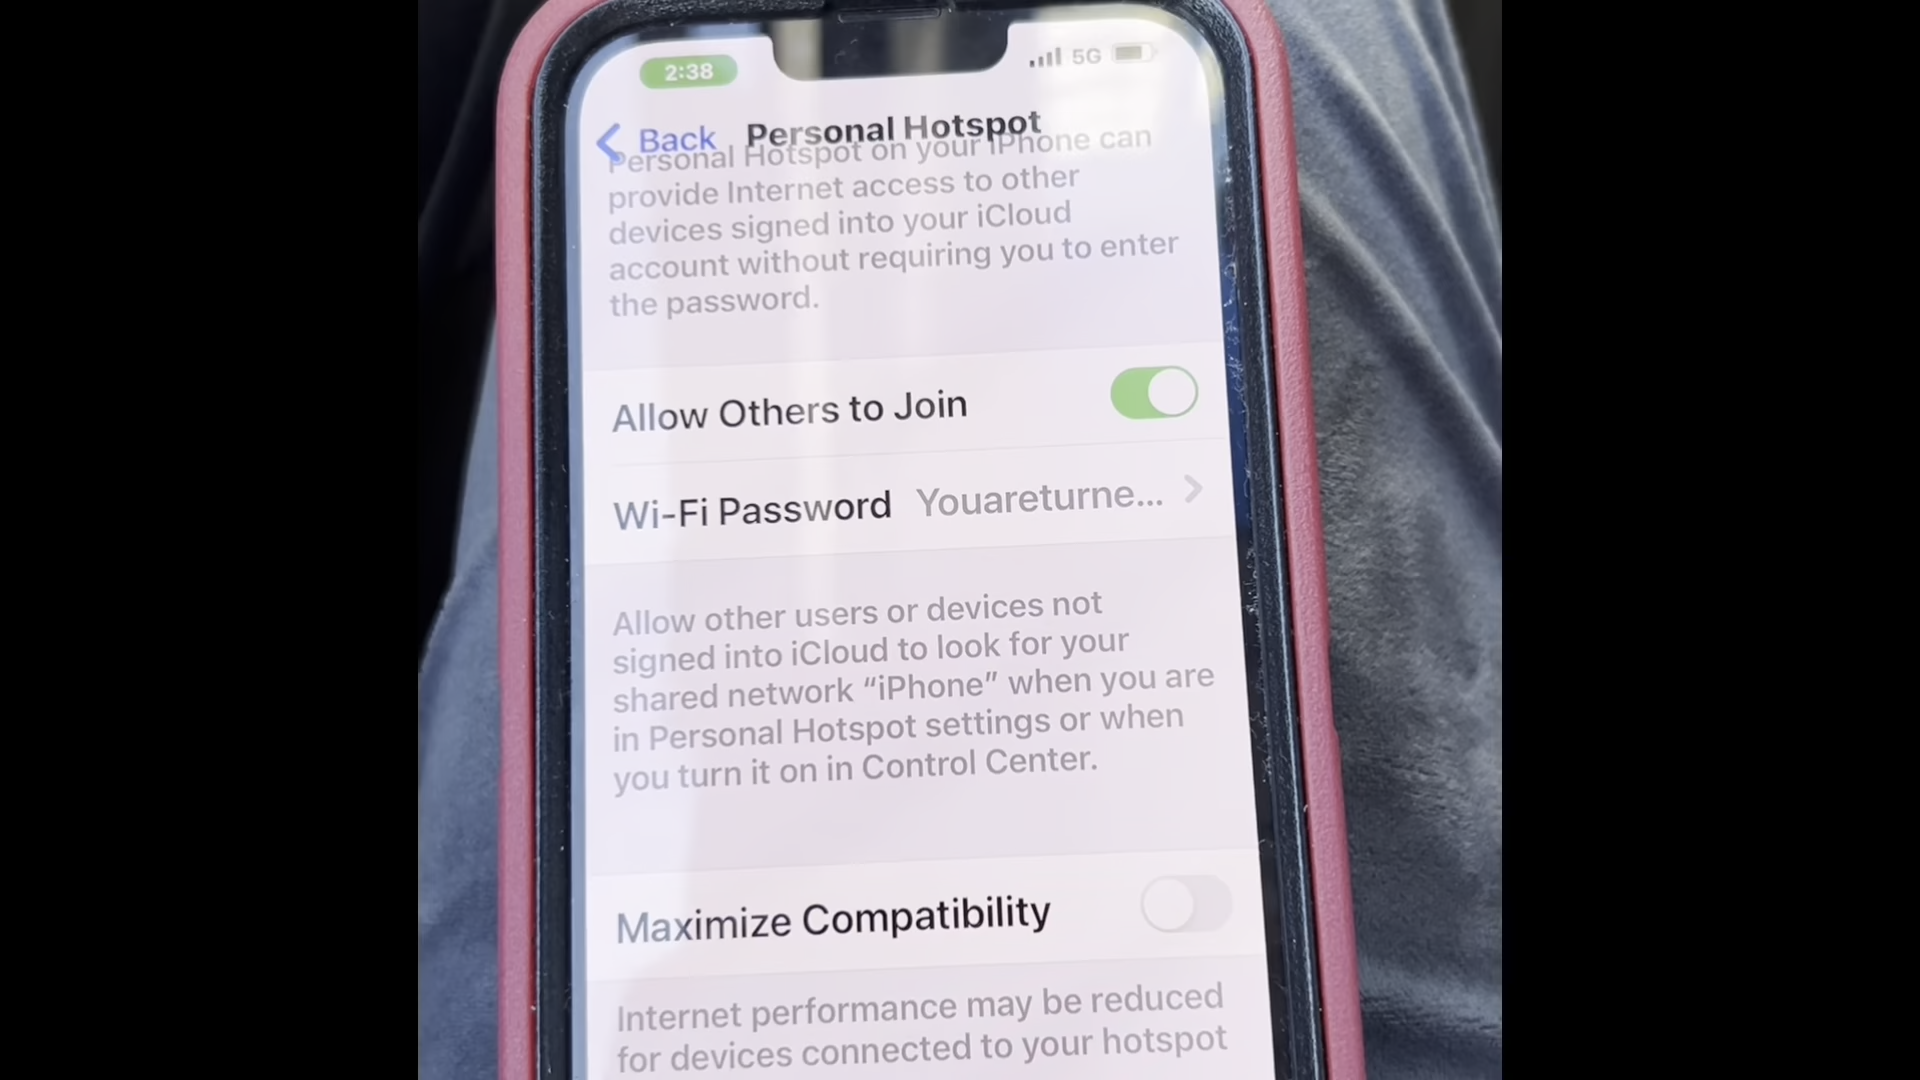 2:38 5G
Back Personal Hotspot
Personal Hotspot on your iPhone can
provide Internet access to other
devices signed into your iCloud
account without requiring you to enter
the password.
Allow Others to Join
Wi-Fi Password Youareturne...
Allow other users or devices not
signed into iCloud to look for your
shared network “iPhone” when you are
in Personal Hotspot settings or when
you turn it on in Control Center.
Maximize Compatibility
Internet performance may be reduced
for devices connected to your hotspot